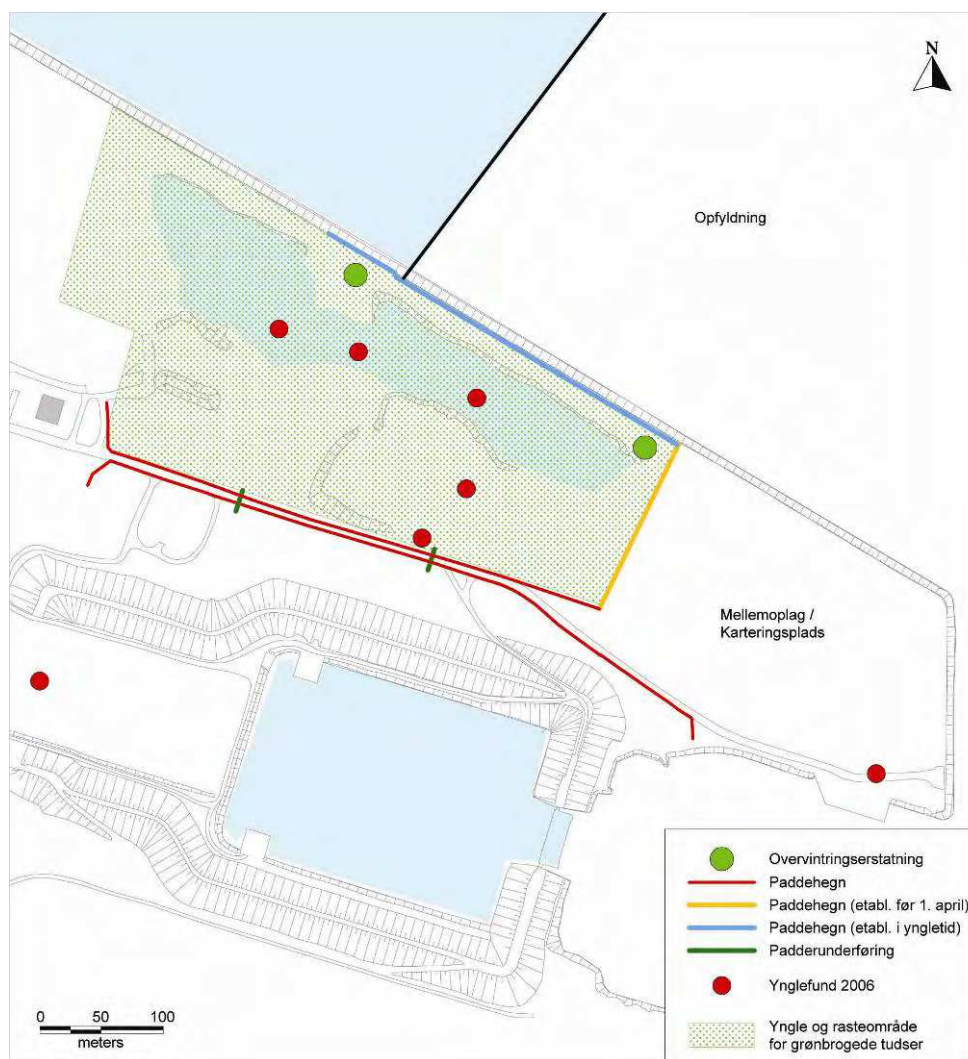 N
Opfyldning
Mellemoplag /
Karteringsplads
Overvintringserstatning
Paddehegn
Paddehegn (etabl. før 1. april)
Paddehegn (etabl. i yngletid)
Padderunderføring
Ynglefund 2006
Yngle og rasteområde
for grønbrogede tudser
0 50 100
meters